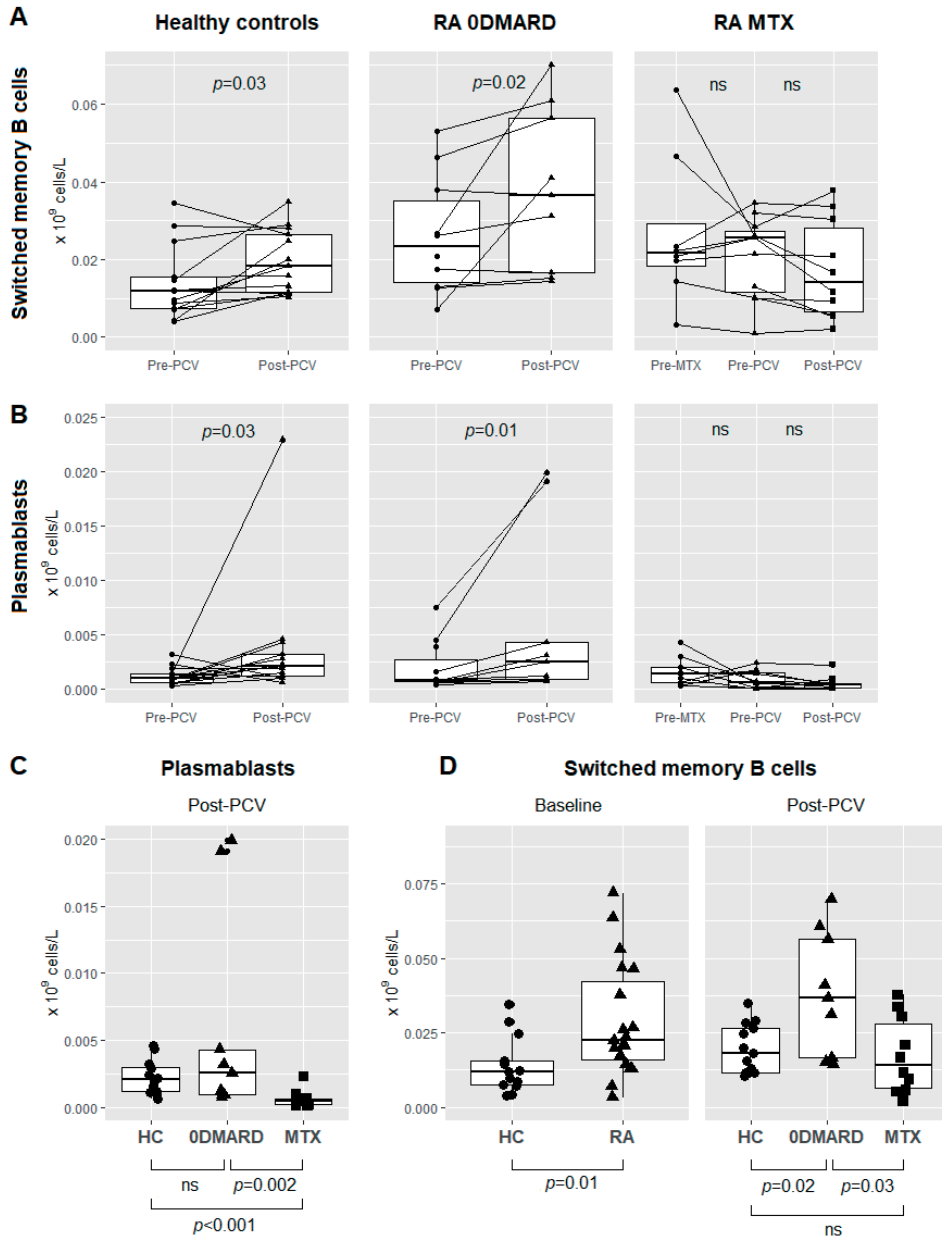 A
Healthy controls
RA 0DMARD
RA MTX
Switched memory B cells
x 10⁹ cells/L
0.06
0.04
0.02
0.00
p=0.03
p=0.02
ns
ns
Pre-PCV
Post-PCV
Pre-PCV
Post-PCV
Pre-MTX
Pre-PCV
Post-PCV
B
Plasmablasts
x 10⁹ cells/L
0.025
0.020
0.015
0.010
0.005
0.000
p=0.03
p=0.01
ns
ns
Pre-PCV
Post-PCV
Pre-PCV
Post-PCV
Pre-MTX
Pre-PCV
Post-PCV
C
Plasmablasts
Post-PCV
x 10⁹ cells/L
0.020
0.015
0.010
0.005
0.000
HC
0DMARD
MTX
ns
p=0.002
p<0.001
D
Switched memory B cells
Baseline
Post-PCV
x 10⁹ cells/L
0.075
0.050
0.025
0.000
HC
RA
p=0.01
HC
0DMARD
MTX
p=0.02
p=0.03
ns